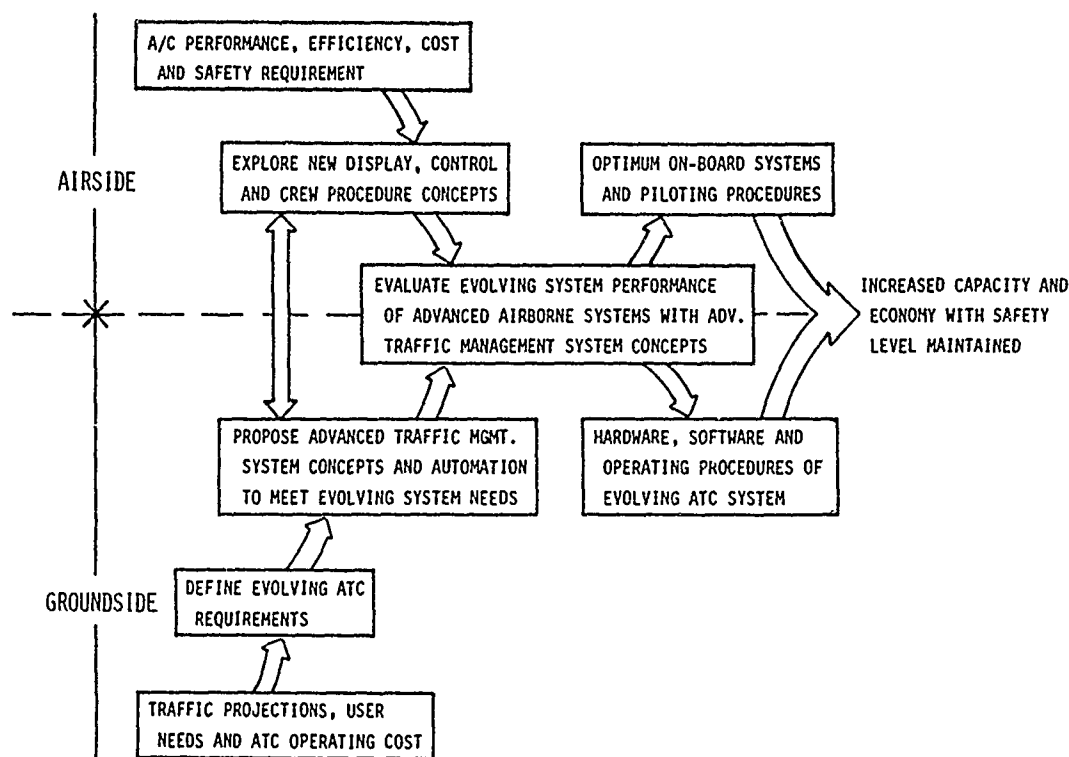 A/C PERFORMANCE, EFFICIENCY, COST
AND SAFETY REQUIREMENT
AIRSIDE
EXPLORE NEW DISPLAY, CONTROL
AND CREW PROCEDURE CONCEPTS
OPTIMUM ON-BOARD SYSTEMS
AND PILOTING PROCEDURES
EVALUATE EVOLVING SYSTEM PERFORMANCE
OF ADVANCED AIRBORNE SYSTEMS WITH ADV.
TRAFFIC MANAGEMENT SYSTEM CONCEPTS
INCREASED CAPACITY AND
ECONOMY WITH SAFETY
LEVEL MAINTAINED
PROPOSE ADVANCED TRAFFIC MGMT.
SYSTEM CONCEPTS AND AUTOMATION
TO MEET EVOLVING SYSTEM NEEDS
HARDWARE, SOFTWARE AND
OPERATING PROCEDURES OF
EVOLVING ATC SYSTEM
GROUNDSIDE
DEFINE EVOLVING ATC
REQUIREMENTS
TRAFFIC PROJECTIONS, USER
NEEDS AND ATC OPERATING COST